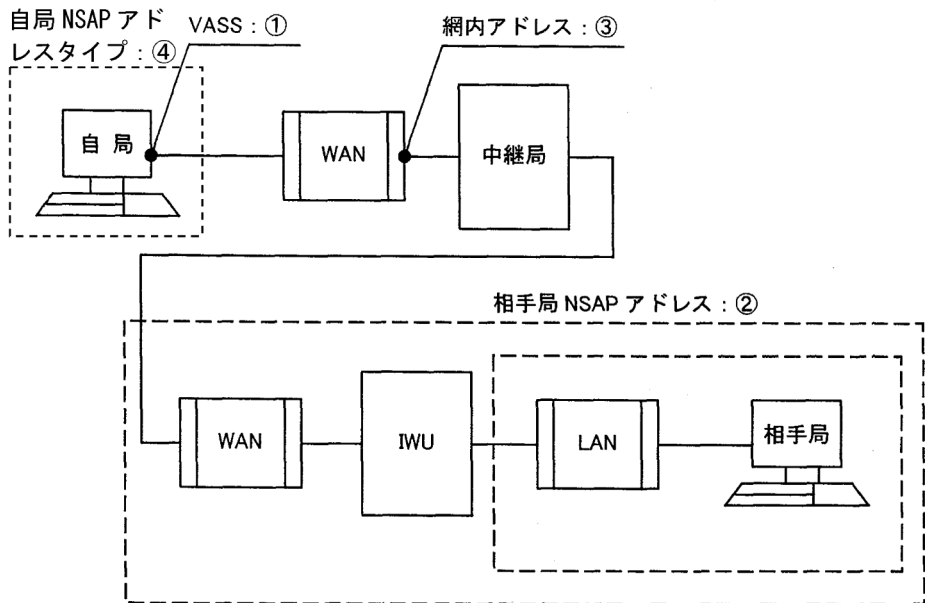 自局 NSAP アド
レスタイプ：④
VASS：①
網内アドレス：③
自 局
WAN
中継局
相手局 NSAP アドレス：②
WAN
IWU
LAN
相手局